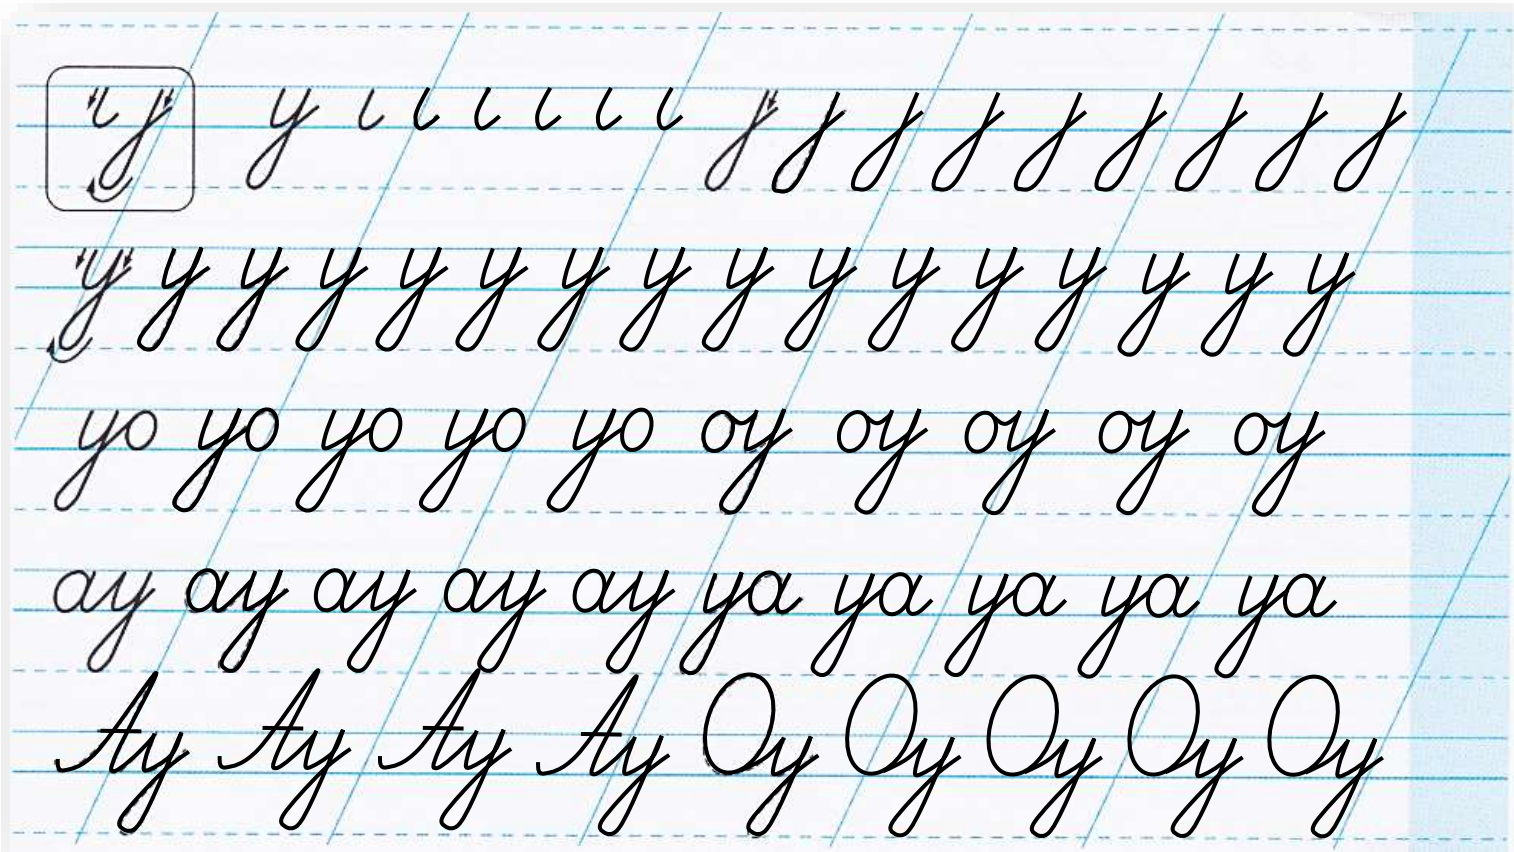 у у
у у у у у у у у у у у у у у у у
уо уо уо уо уо оу оу оу оу оу
ау ау ау ау ау уа уа уа уа уа
Ау Ау Ау Ау Оу Оу Оу Оу Оу